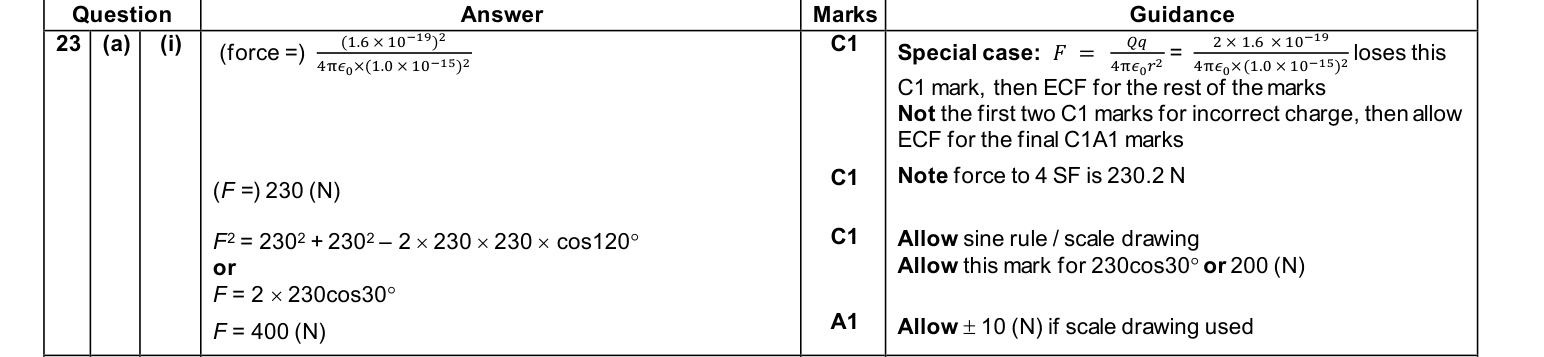 Question Answer Marks Guidance
23 (a) (i) (force =) (1.6 × 10⁻¹⁹)² / 4πϵ₀×(1.0 × 10⁻¹⁵)² C1 Special case: F = Qq / 4πϵ₀r² = 2 × 1.6 × 10⁻¹⁹ / 4πϵ₀×(1.0 × 10⁻¹⁵)² loses this
C1 mark, then ECF for the rest of the marks
Not the first two C1 marks for incorrect charge, then allow
ECF for the final C1A1 marks
(F =) 230 (N) C1 Note force to 4 SF is 230.2 N
F² = 230² + 230² – 2 × 230 × 230 × cos120° C1 Allow sine rule / scale drawing
or Allow this mark for 230cos30° or 200 (N)
F = 2 × 230cos30°
F = 400 (N) A1 Allow ± 10 (N) if scale drawing used